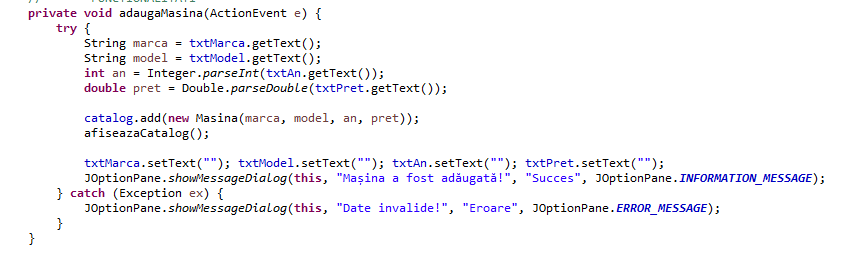 // FUNCTIONALITATI
private void adaugaMasina(ActionEvent e) {
try {
String marca = txtMarca.getText();
String model = txtModel.getText();
int an = Integer.parseInt(txtAn.getText());
double pret = Double.parseDouble(txtPret.getText());
catalog.add(new Masina(marca, model, an, pret));
afiseazaCatalog();
txtMarca.setText(""); txtModel.setText(""); txtAn.setText(""); txtPret.setText("");
JOptionPane.showMessageDialog(this, "Mașina a fost adăugată!", "Succes", JOptionPane.INFORMATION_MESSAGE);
} catch (Exception ex) {
JOptionPane.showMessageDialog(this, "Date invalide!", "Eroare", JOptionPane.ERROR_MESSAGE);
}
}